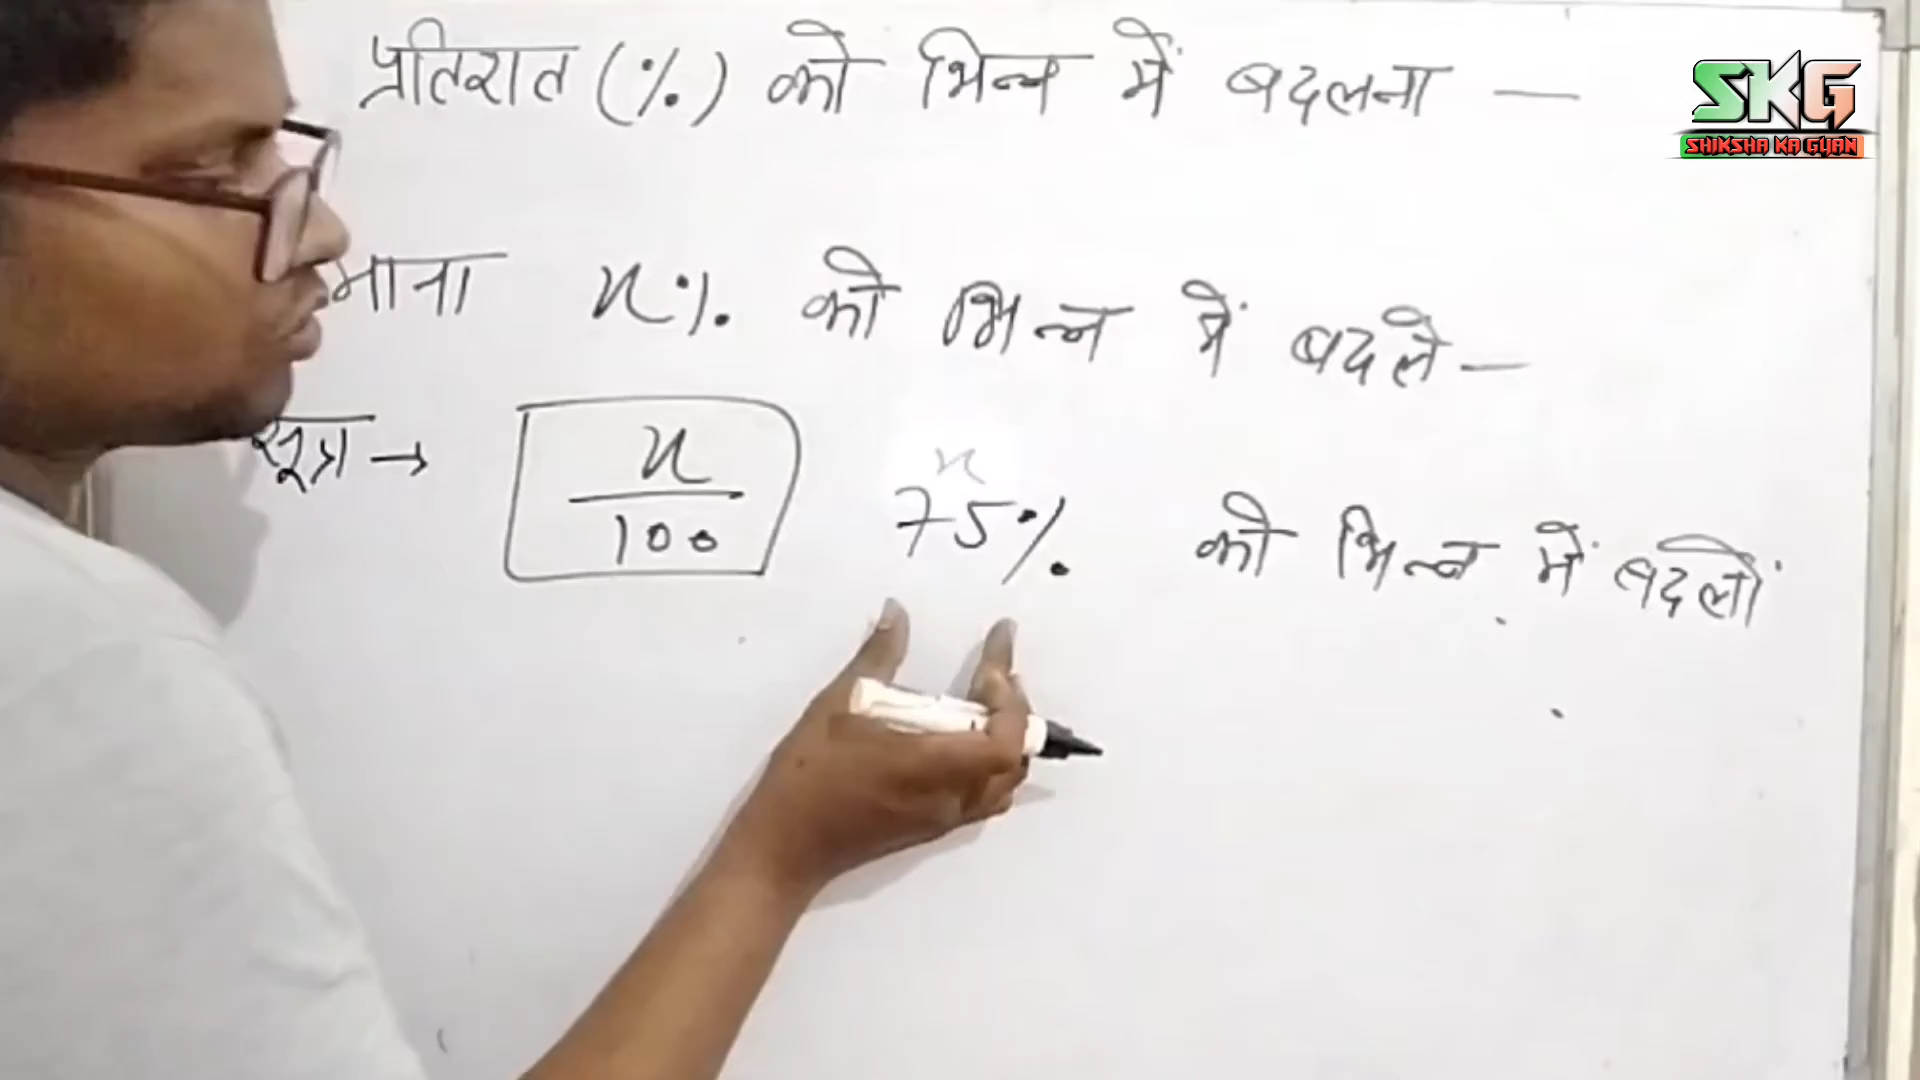 प्रतिशत (%) को भिन्न में बदलना —
SKG
SHIKSHA KA GYAN
माना x% को भिन्न में बदले —
सूत्र → x/100
x
75% को भिन्न में बदलों